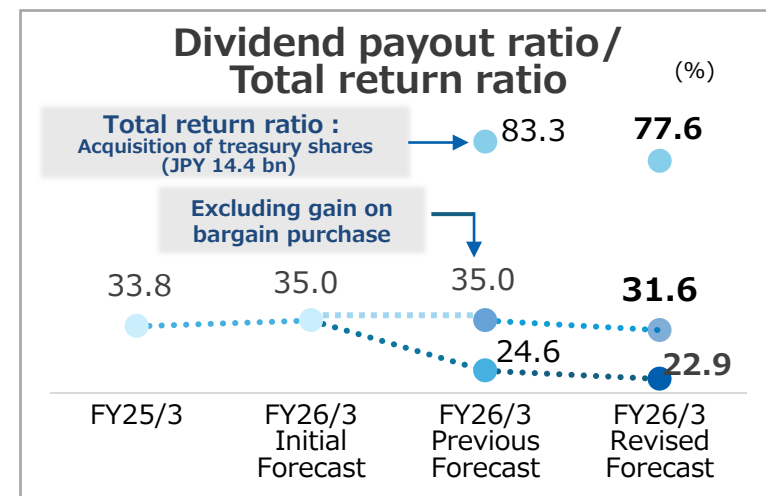 Dividend payout ratio/
Total return ratio
(%)
Total return ratio :
Acquisition of treasury shares
(JPY 14.4 bn)
83.3
77.6
Excluding gain on
bargain purchase
33.8
35.0
35.0
31.6
24.6
22.9
FY25/3
FY26/3
Initial
Forecast
FY26/3
Previous
Forecast
FY26/3
Revised
Forecast